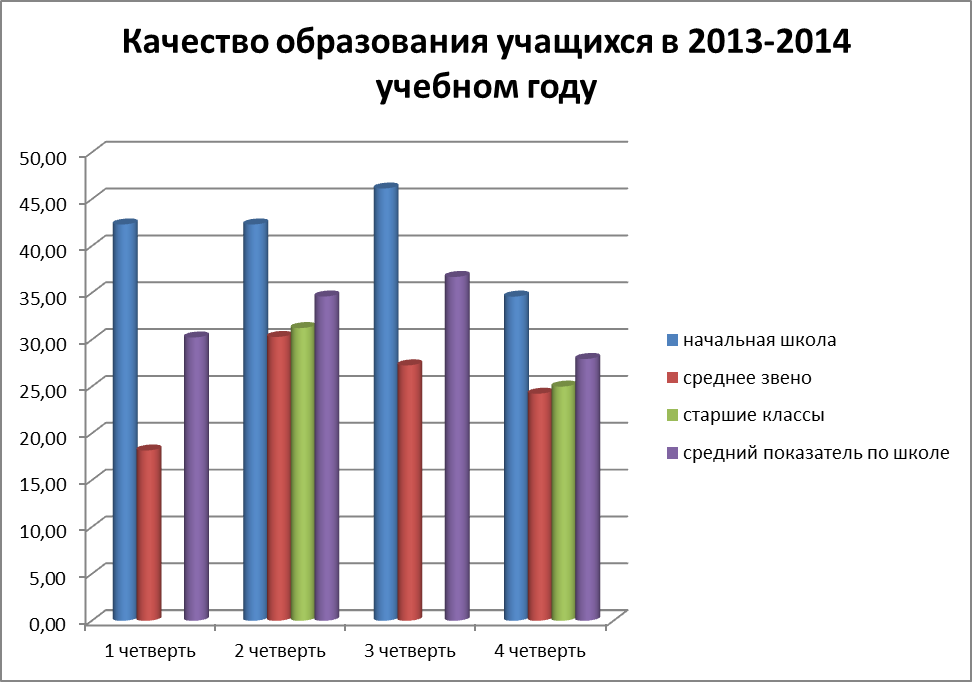 Качество образования учащихся в 2013-2014
учебном году
50,00
45,00
40,00
35,00
30,00
25,00
20,00
15,00
10,00
5,00
0,00
1 четверть
2 четверть
3 четверть
4 четверть
начальная школа
среднее звено
старшие классы
средний показатель по школе